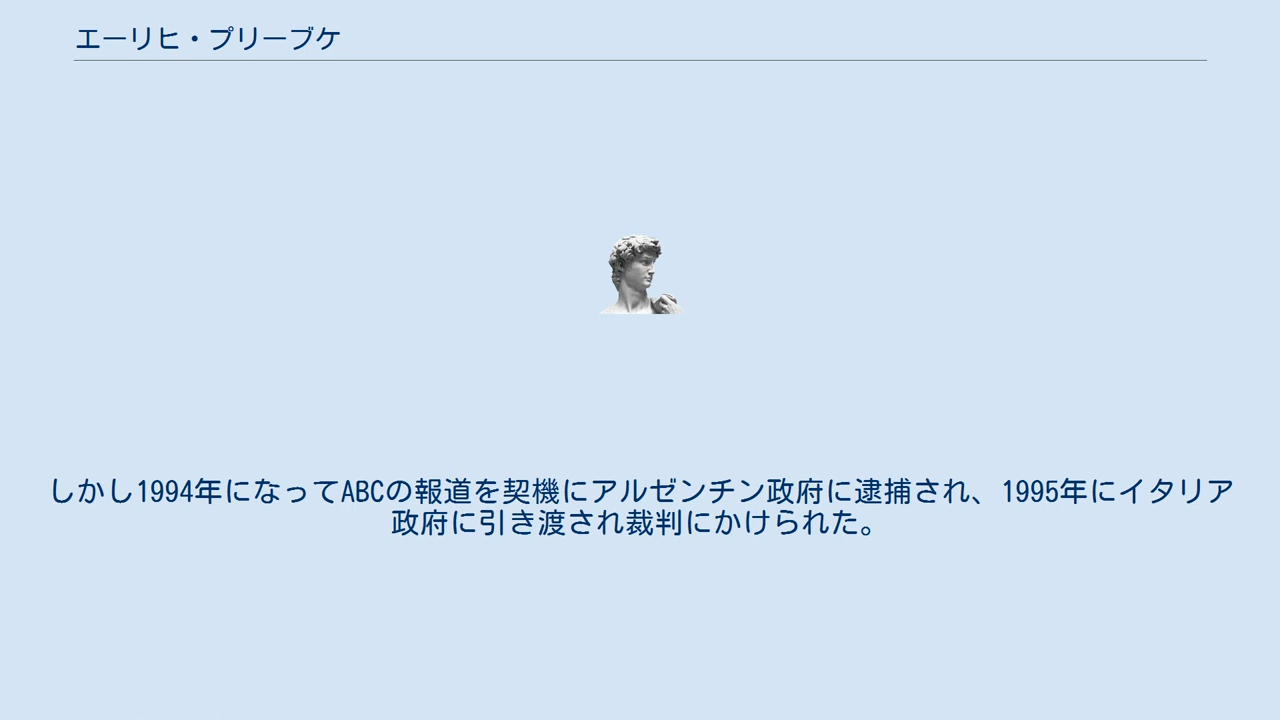 エーリヒ・プリーブケ
しかし1994年になってABCの報道を契機にアルゼンチン政府に逮捕され、1995年にイタリア
政府に引き渡され裁判にかけられた。